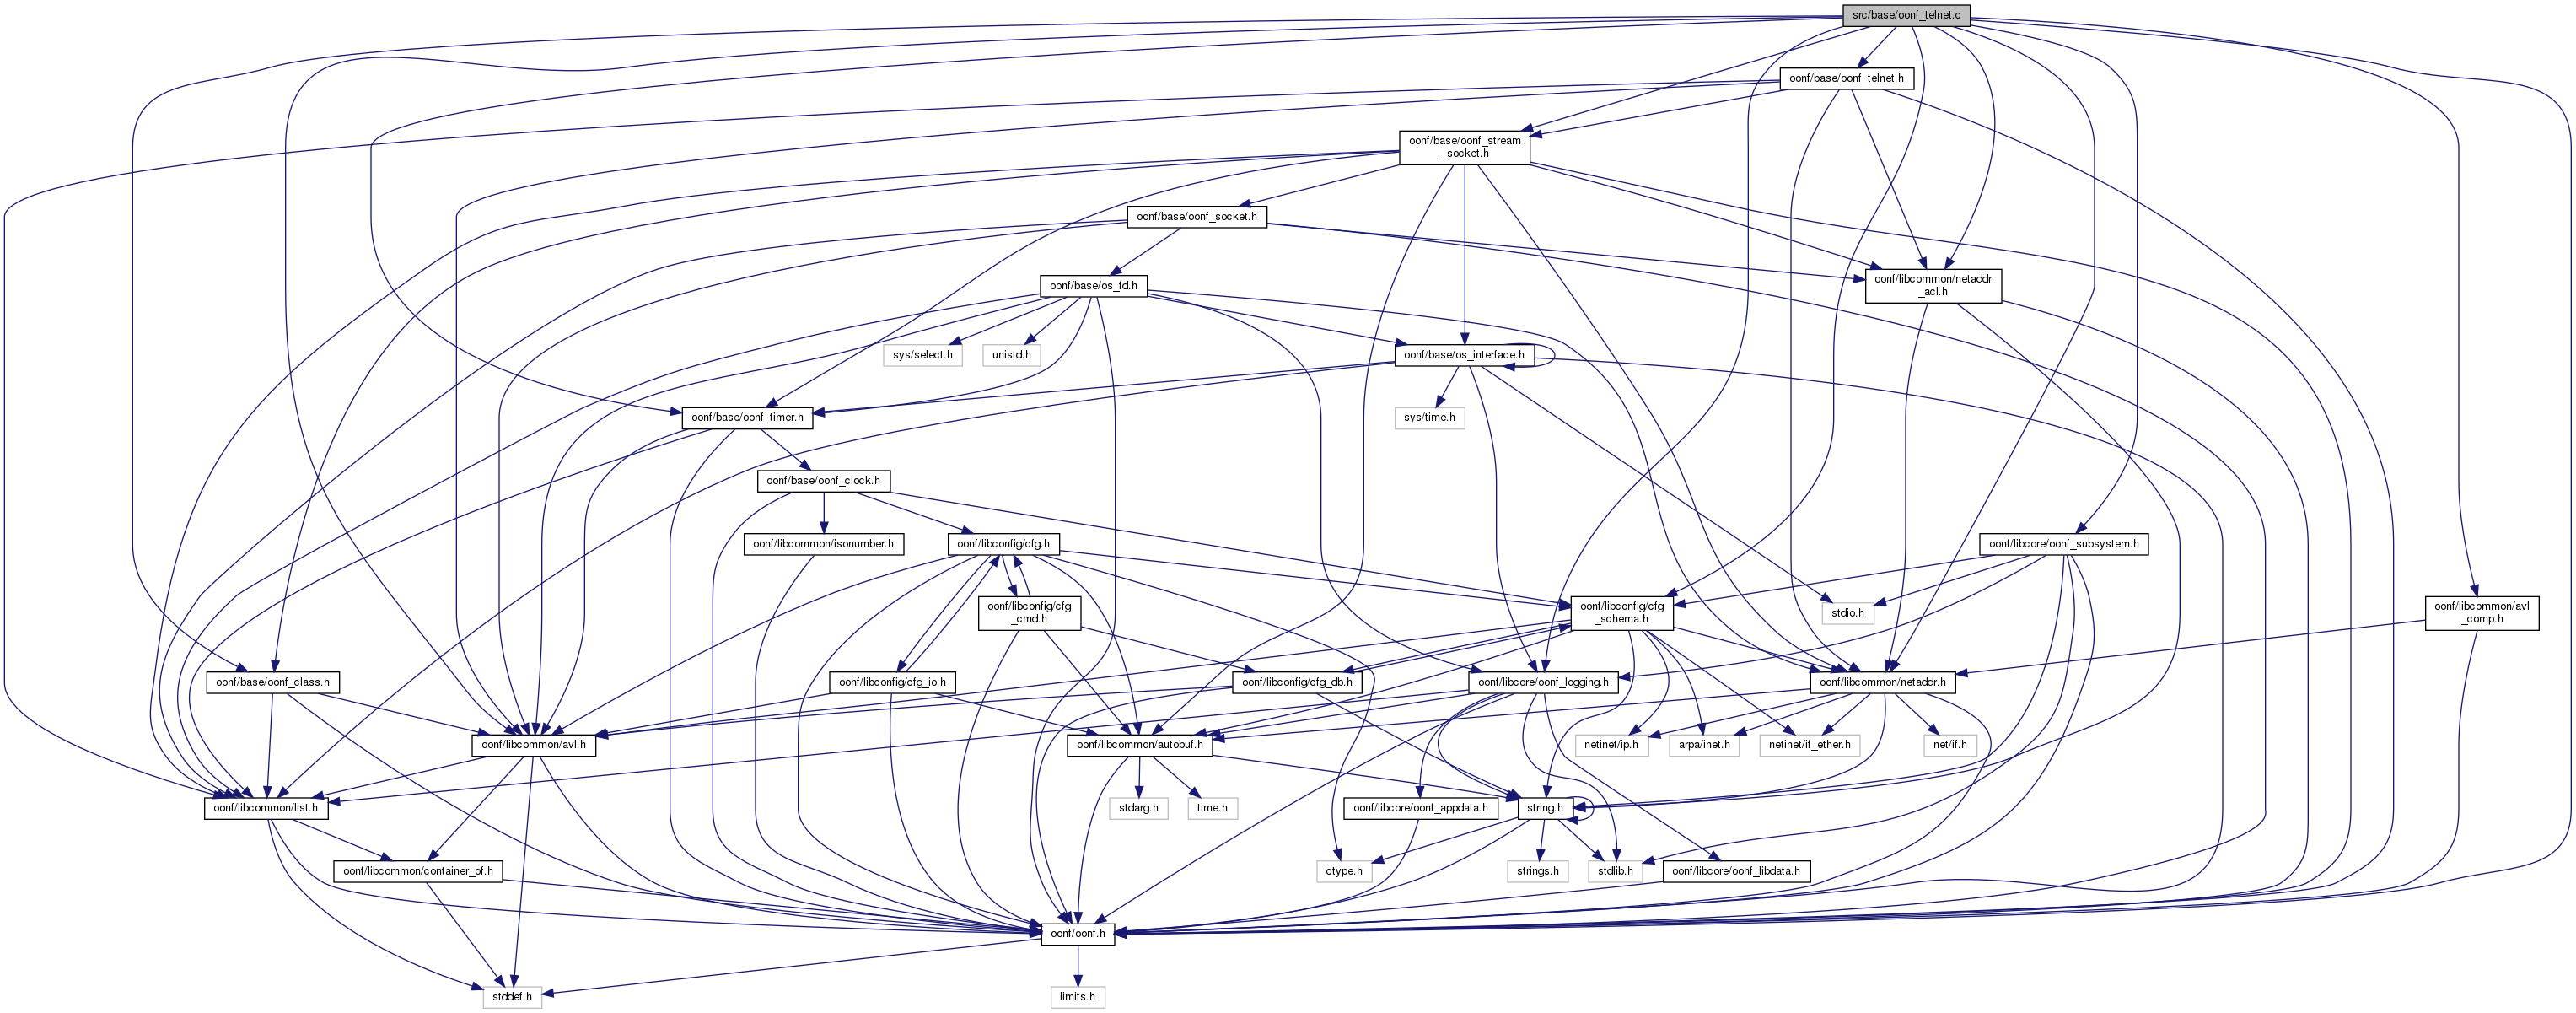 src/base/oonf_telnet.c
oonf/base/oonf_telnet.h
oonf/base/oonf_stream
_socket.h
oonf/base/oonf_socket.h
oonf/base/os_fd.h
oonf/libcommon/netaddr
_acl.h
sys/select.h
unistd.h
oonf/base/os_interface.h
oonf/base/oonf_timer.h
sys/time.h
oonf/base/oonf_clock.h
oonf/libcommon/isonumber.h
oonf/libconfig/cfg.h
oonf/libcore/oonf_subsystem.h
oonf/libconfig/cfg
_cmd.h
oonf/libconfig/cfg
_schema.h
stdio.h
oonf/libcommon/avl
_comp.h
oonf/base/oonf_class.h
oonf/libconfig/cfg_io.h
oonf/libconfig/cfg_db.h
oonf/libcore/oonf_logging.h
oonf/libcommon/netaddr.h
oonf/libcommon/avl.h
oonf/libcommon/autobuf.h
netinet/ip.h
arpa/inet.h
netinet/if_ether.h
net/if.h
oonf/libcommon/list.h
stdarg.h
time.h
oonf/libcore/oonf_appdata.h
string.h
oonf/libcommon/container_of.h
ctype.h
strings.h
stdlib.h
oonf/libcore/oonf_libdata.h
oonf/oonf.h
stddef.h
limits.h